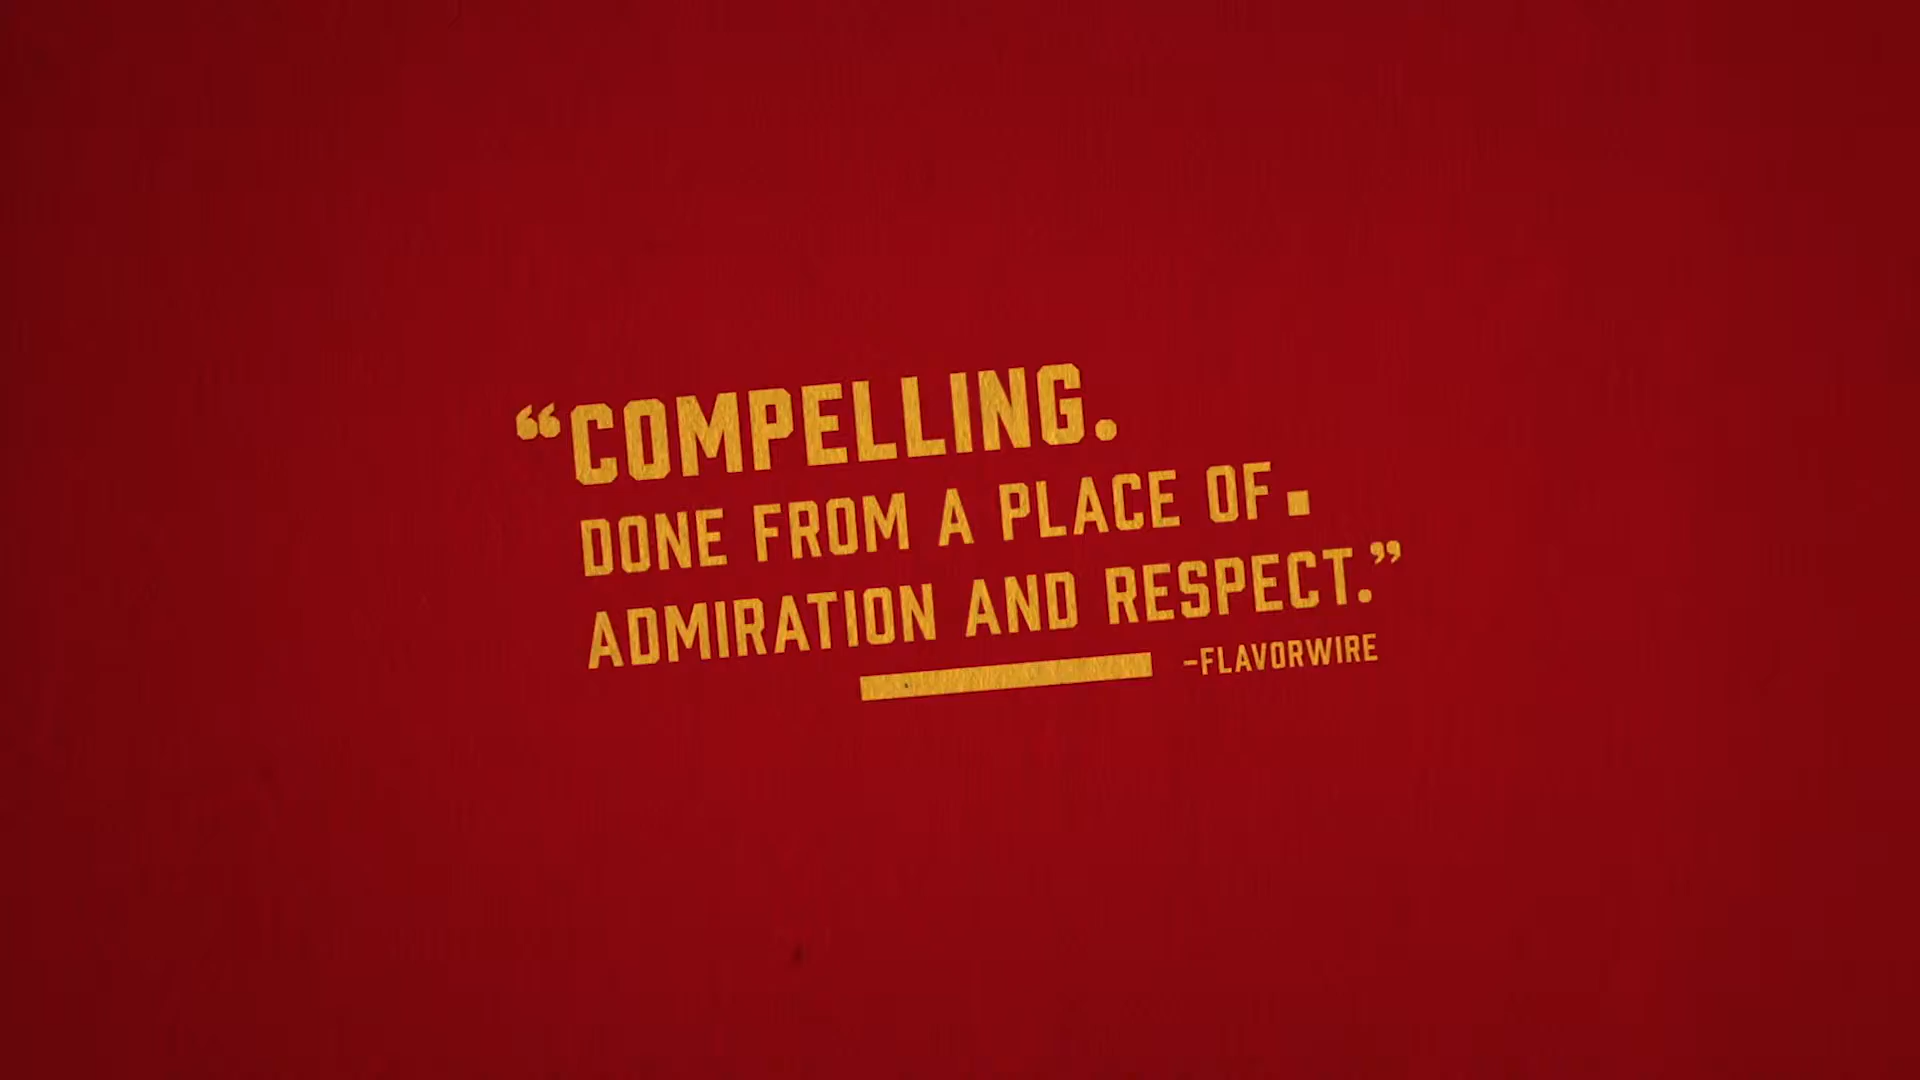 “COMPELLING.
DONE FROM A PLACE OF.
ADMIRATION AND RESPECT.”
-FLAVORWIRE